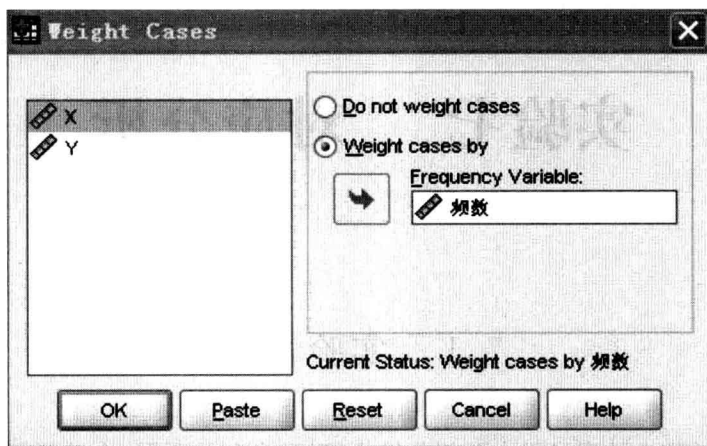 Weight Cases
X
Y
Do not weight cases
Weight cases by
Frequency Variable:
频数
Current Status: Weight cases by 频数
OK
Paste
Reset
Cancel
Help